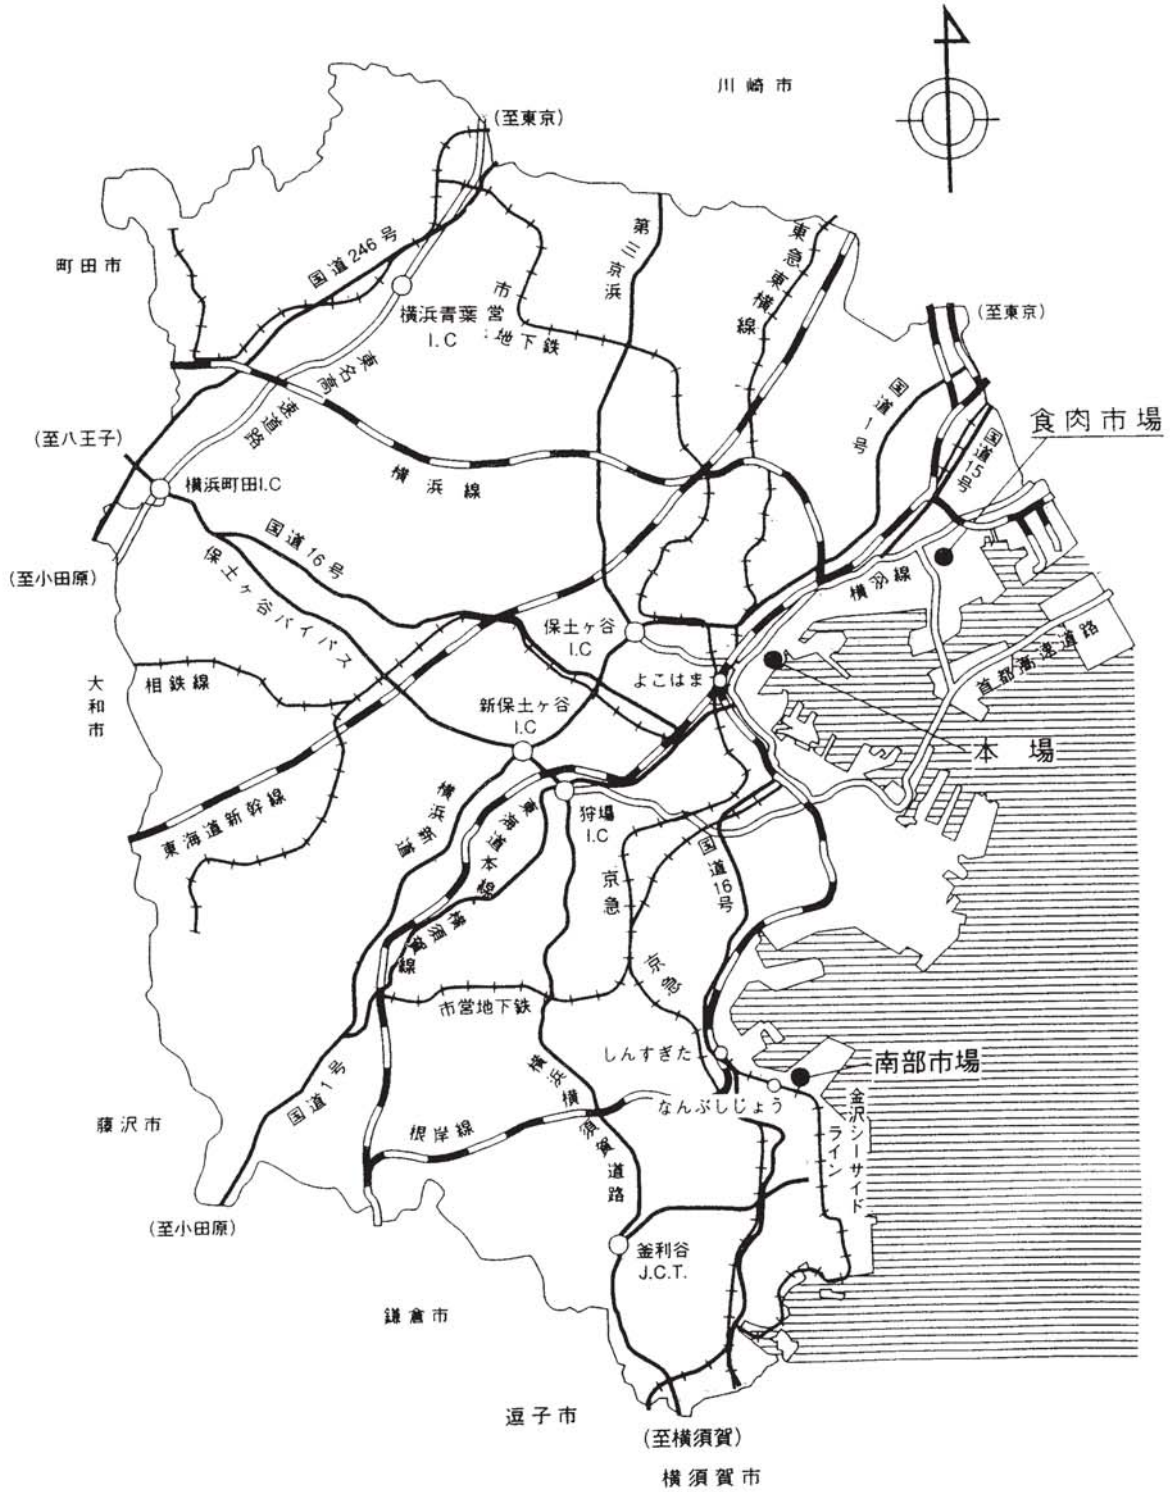 川崎市
(至東京)
町田市
国道246号
第三京浜
東急東横線
横浜青葉
I.C
市営地下鉄
(至東京)
東名高速道路
国道1号
食肉市場
国道15号
(至八王子)
横浜町田I.C
横浜線
国道16号
保土ヶ谷バイパス
(至小田原)
横羽線
保土ヶ谷
I.C
首都高速道路
よこはま
大和市
相鉄線
新保土ヶ谷
I.C
本場
東海道新幹線
横浜新道
東海道本線
狩場
I.C
国道16号
京急
横須賀線
京急
市営地下鉄
しんすぎた
南部市場
横浜横須賀道路
なんぶしじょう
金沢シーサイド
ライン
国道1号
藤沢市
根岸線
(至小田原)
釜利谷
J.C.T.
鎌倉市
逗子市
(至横須賀)
横須賀市